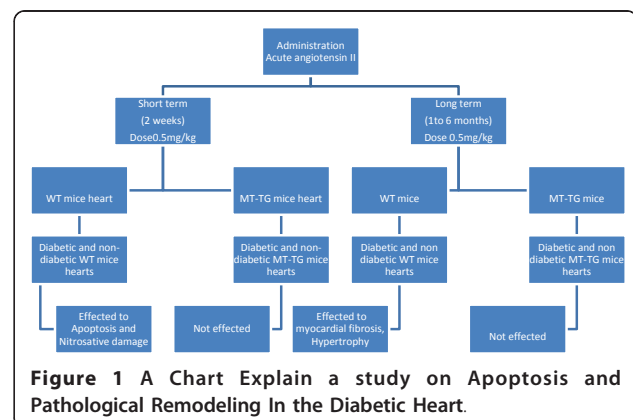 Administration
Acute angiotensin II
Short term
(2 weeks)
Dose0.5mg/kg
Long term
(1to 6 months)
Dose 0.5mg/kg
WT mice heart
MT-TG mice heart
WT mice
MT-TG mice
Diabetic and non-
diabetic WT mice
hearts
Diabetic and non-
diabetic MT-TG mice
hearts
Diabetic and non
diabetic WT mice
hearts
Diabetic and non
diabetic MT-TG mice
hearts
Effected to
Apoptosis and
Nitrosative damage
Not effected
Effected to
myocardial fibrosis,
Hypertrophy
Not effected
Figure 1 A Chart Explain a study on Apoptosis and
Pathological Remodeling In the Diabetic Heart.